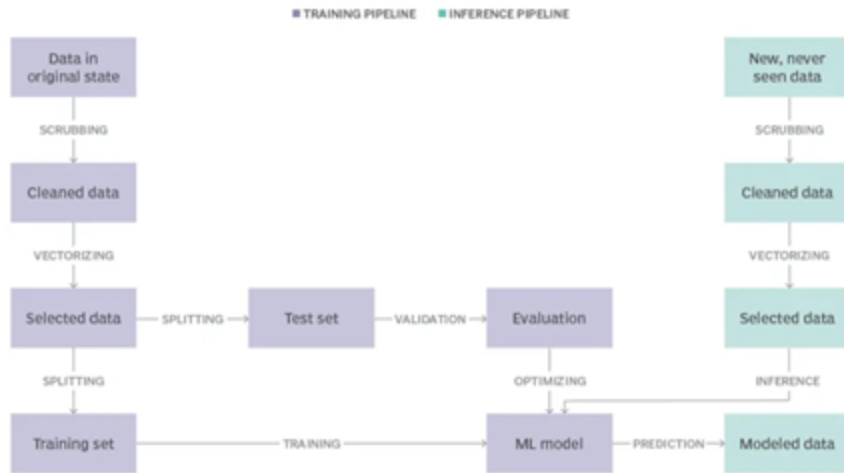 TRAINING PIPELINE
INFERENCE PIPELINE
Data in
original state
New, never
seen data
SCRUBBING
SCRUBBING
Cleaned data
Cleaned data
VECTORIZING
VECTORIZING
Selected data
SPLITTING
Test set
VALIDATION
Evaluation
Selected data
SPLITTING
OPTIMIZING
INFERENCE
Training set
TRAINING
ML model
PREDICTION
Modeled data